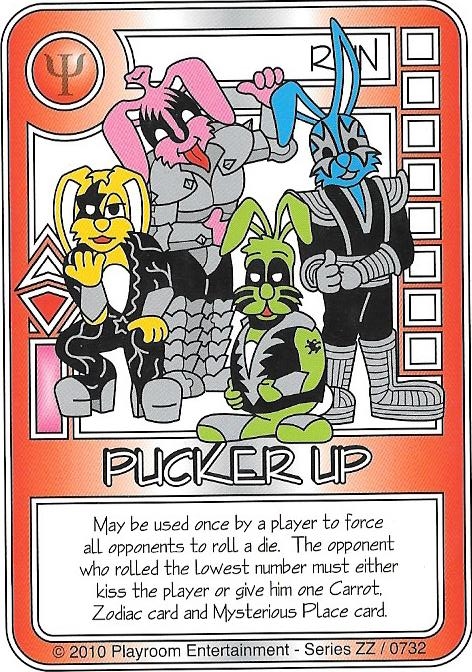 Ψ
RUN
PUCKER UP
May be used once by a player to force
all opponents to roll a die. The opponent
who rolled the lowest number must either
kiss the player or give him one Carrot,
Zodiac card and Mysterious Place card.
© 2010 Playroom Entertainment - Series ZZ / 0732